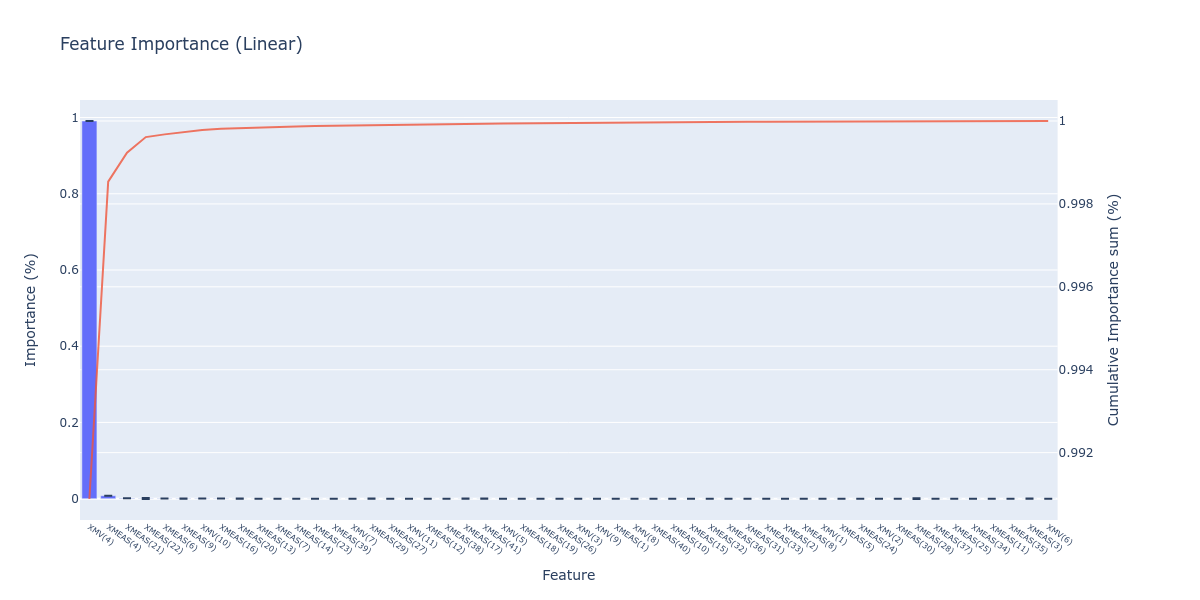 Feature Importance (Linear)
1
0.8
0.6
0.4
0.2
0
Importance (%)
1
0.998
0.996
0.994
0.992
Cumulative Importance sum (%)
XMV(4)
XMEAS(4)
XMEAS(21)
XMEAS(22)
XMEAS(6)
XMEAS(9)
XMV(10)
XMEAS(16)
XMEAS(20)
XMEAS(13)
XMEAS(7)
XMEAS(14)
XMEAS(23)
XMEAS(39)
XMV(7)
XMEAS(29)
XMEAS(27)
XMV(11)
XMEAS(12)
XMEAS(38)
XMEAS(17)
XMEAS(41)
XMV(5)
XMEAS(18)
XMEAS(19)
XMEAS(26)
XMV(3)
XMV(9)
XMEAS(1)
XMV(8)
XMEAS(40)
XMEAS(10)
XMEAS(15)
XMEAS(32)
XMEAS(36)
XMEAS(31)
XMEAS(33)
XMEAS(2)
XMEAS(8)
XMV(1)
XMEAS(5)
XMEAS(24)
XMV(2)
XMEAS(30)
XMEAS(28)
XMEAS(37)
XMEAS(25)
XMEAS(34)
XMEAS(11)
XMEAS(35)
XMEAS(3)
XMV(6)
Feature